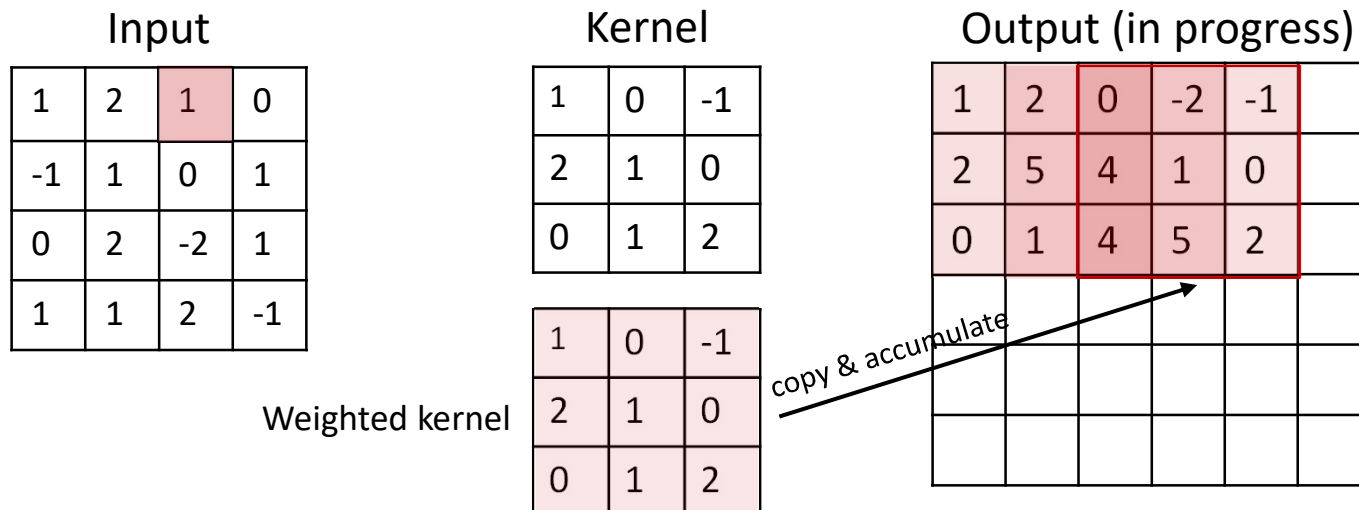 Input
Kernel
Output (in progress)
1 2 1 0
-1 1 0 1
0 2 -2 1
1 1 2 -1
1 0 -1
2 1 0
0 1 2
1 2 0 -2 -1
2 5 4 1 0
0 1 4 5 2
Weighted kernel
1 0 -1
2 1 0
0 1 2
copy & accumulate